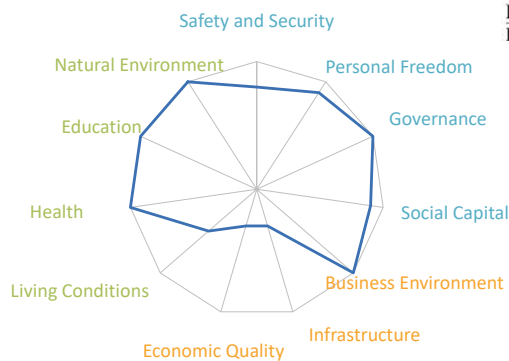 Safety and Security
Natural Environment
Personal Freedom
Education
Governance
Health
Social Capital
Living Conditions
Business Environment
Infrastructure
Economic Quality